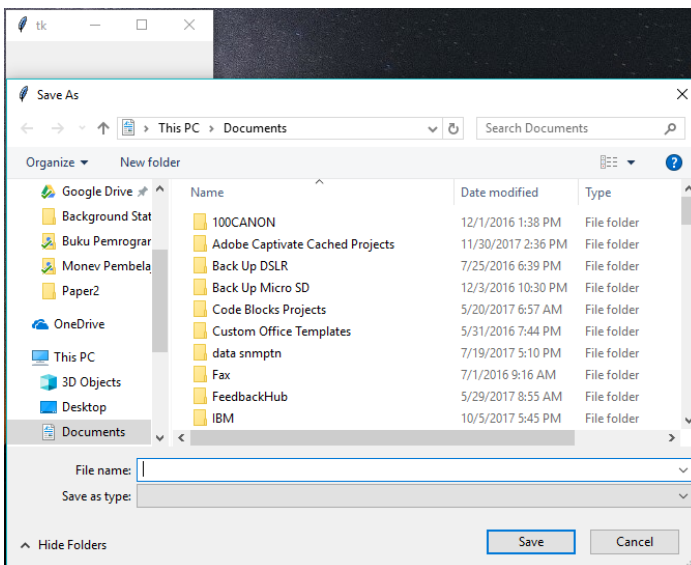 tk
Save As
This PC > Documents
Search Documents
Organize
New folder
?
Google Drive
Background Stat
Buku Pemrograr
Monev Pembela
Paper2
OneDrive
This PC
3D Objects
Desktop
Documents
Name Date modified Type
100CANON 12/1/2016 1:38 PM File folder
Adobe Captivate Cached Projects 11/30/2017 2:36 PM File folder
Back Up DSLR 7/25/2016 6:39 PM File folder
Back Up Micro SD 12/3/2016 10:30 PM File folder
Code Blocks Projects 5/20/2017 6:57 AM File folder
Custom Office Templates 5/31/2016 7:44 PM File folder
data snmptn 7/19/2017 5:10 PM File folder
Fax 7/1/2016 9:16 AM File folder
FeedbackHub 5/29/2017 8:55 AM File folder
IBM 10/5/2017 5:45 PM File folder
File name:
Save as type:
Hide Folders
Save
Cancel